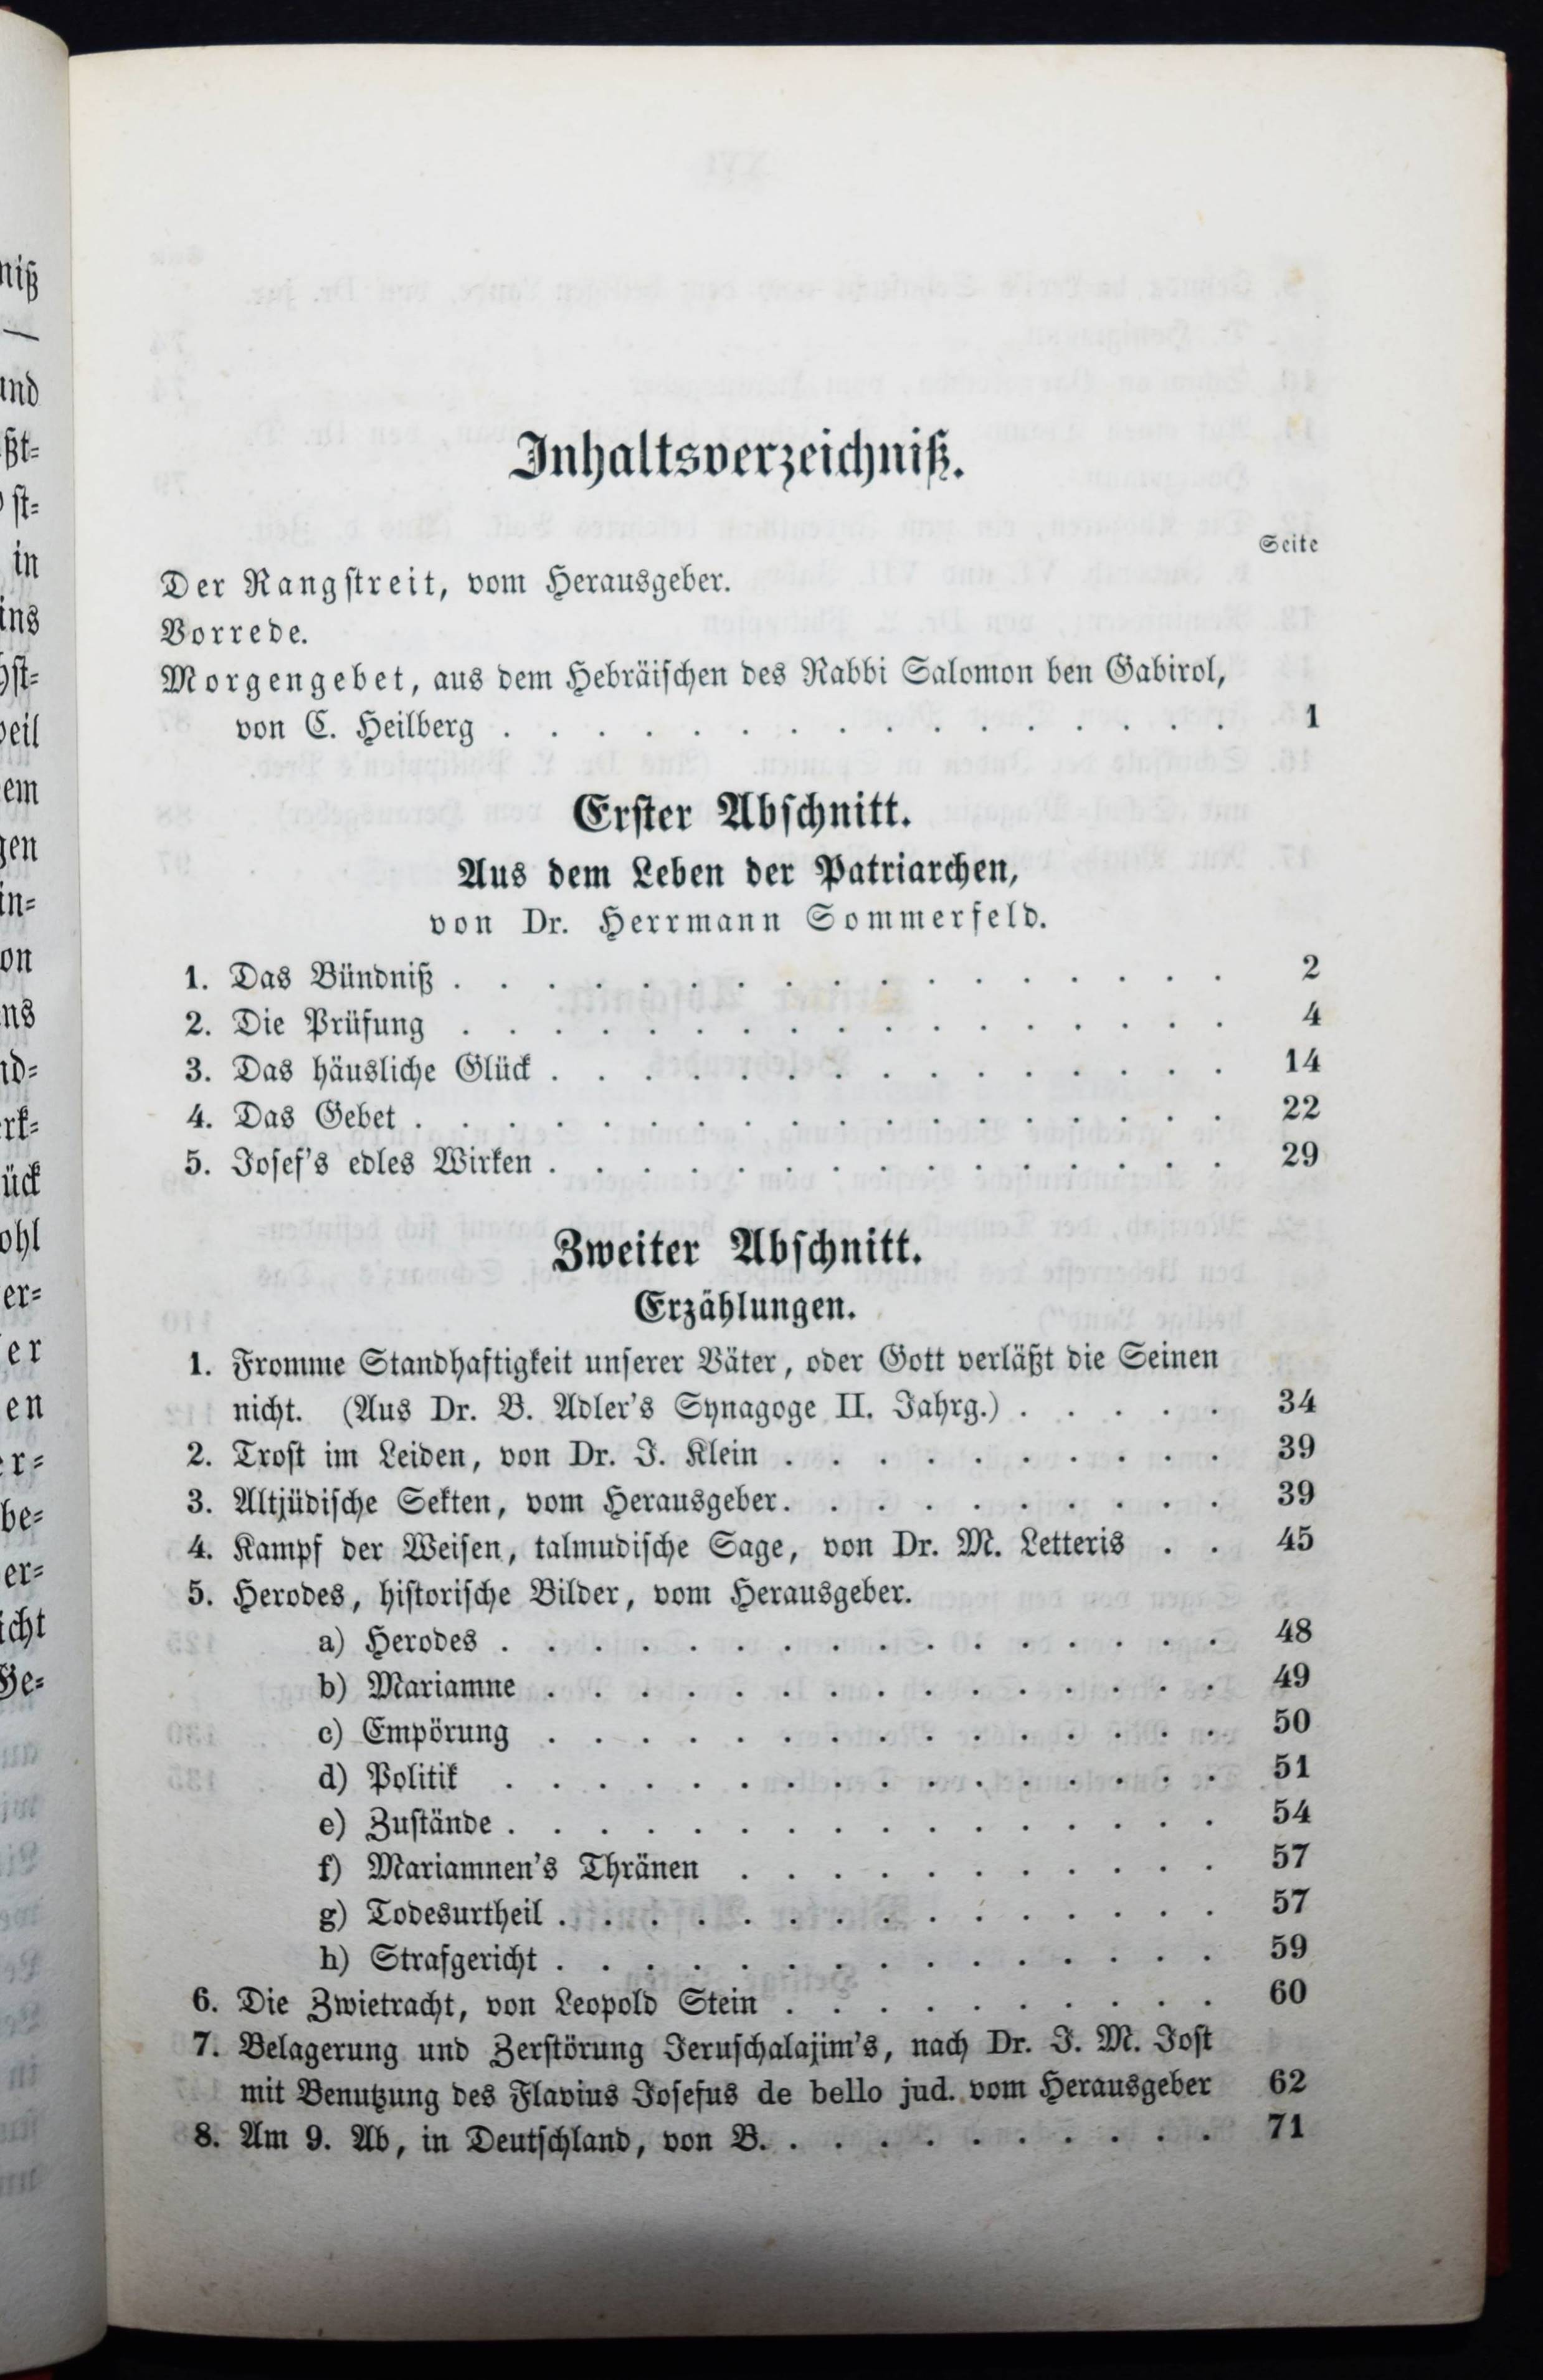 Inhaltsverzeichniß.
Seite
Der Rangstreit, vom Herausgeber.
Vorrede.
Morgengebet, aus dem Hebräischen des Rabbi Salomon ben Gabirol,
von C. Heilberg . . . . . . . . . . . . . . . . 1
Erster Abschnitt.
Aus dem Leben der Patriarchen,
von Dr. Herrmann Sommerfeld.
1. Das Bündniß . . . . . . . . . . . . . . . . . 2
2. Die Prüfung . . . . . . . . . . . . . . . . . 4
3. Das häusliche Glück . . . . . . . . . . . . . . . 14
4. Das Gebet . . . . . . . . . . . . . . . . . . 22
5. Josef's edles Wirken . . . . . . . . . . . . . . . 29
Zweiter Abschnitt.
Erzählungen.
1. Fromme Standhaftigkeit unserer Väter, oder Gott verläßt die Seinen
nicht. (Aus Dr. B. Adler's Synagoge II. Jahrg.) . . . . . 34
2. Trost im Leiden, von Dr. J. Klein . . . . . . . . . . 39
3. Altjüdische Sekten, vom Herausgeber . . . . . . . . . . 39
4. Kampf der Weisen, talmudische Sage, von Dr. M. Letteris . . 45
5. Herodes, historische Bilder, vom Herausgeber.
a) Herodes . . . . . . . . . . . . . . . . 48
b) Mariamne . . . . . . . . . . . . . . . 49
c) Empörung . . . . . . . . . . . . . . . 50
d) Politik . . . . . . . . . . . . . . . . 51
e) Zustände . . . . . . . . . . . . . . . . 54
f) Mariamnen's Thränen . . . . . . . . . . . 57
g) Todesurtheil . . . . . . . . . . . . . . . 57
h) Strafgericht . . . . . . . . . . . . . . . 59
6. Die Zwietracht, von Leopold Stein . . . . . . . . . . 60
7. Belagerung und Zerstörung Jeruschalajim's, nach Dr. J. M. Jost
mit Benutzung des Flavius Josefus de bello jud. vom Herausgeber 62
8. Am 9. Ab, in Deutschland, von B. . . . . . . . . . . 71